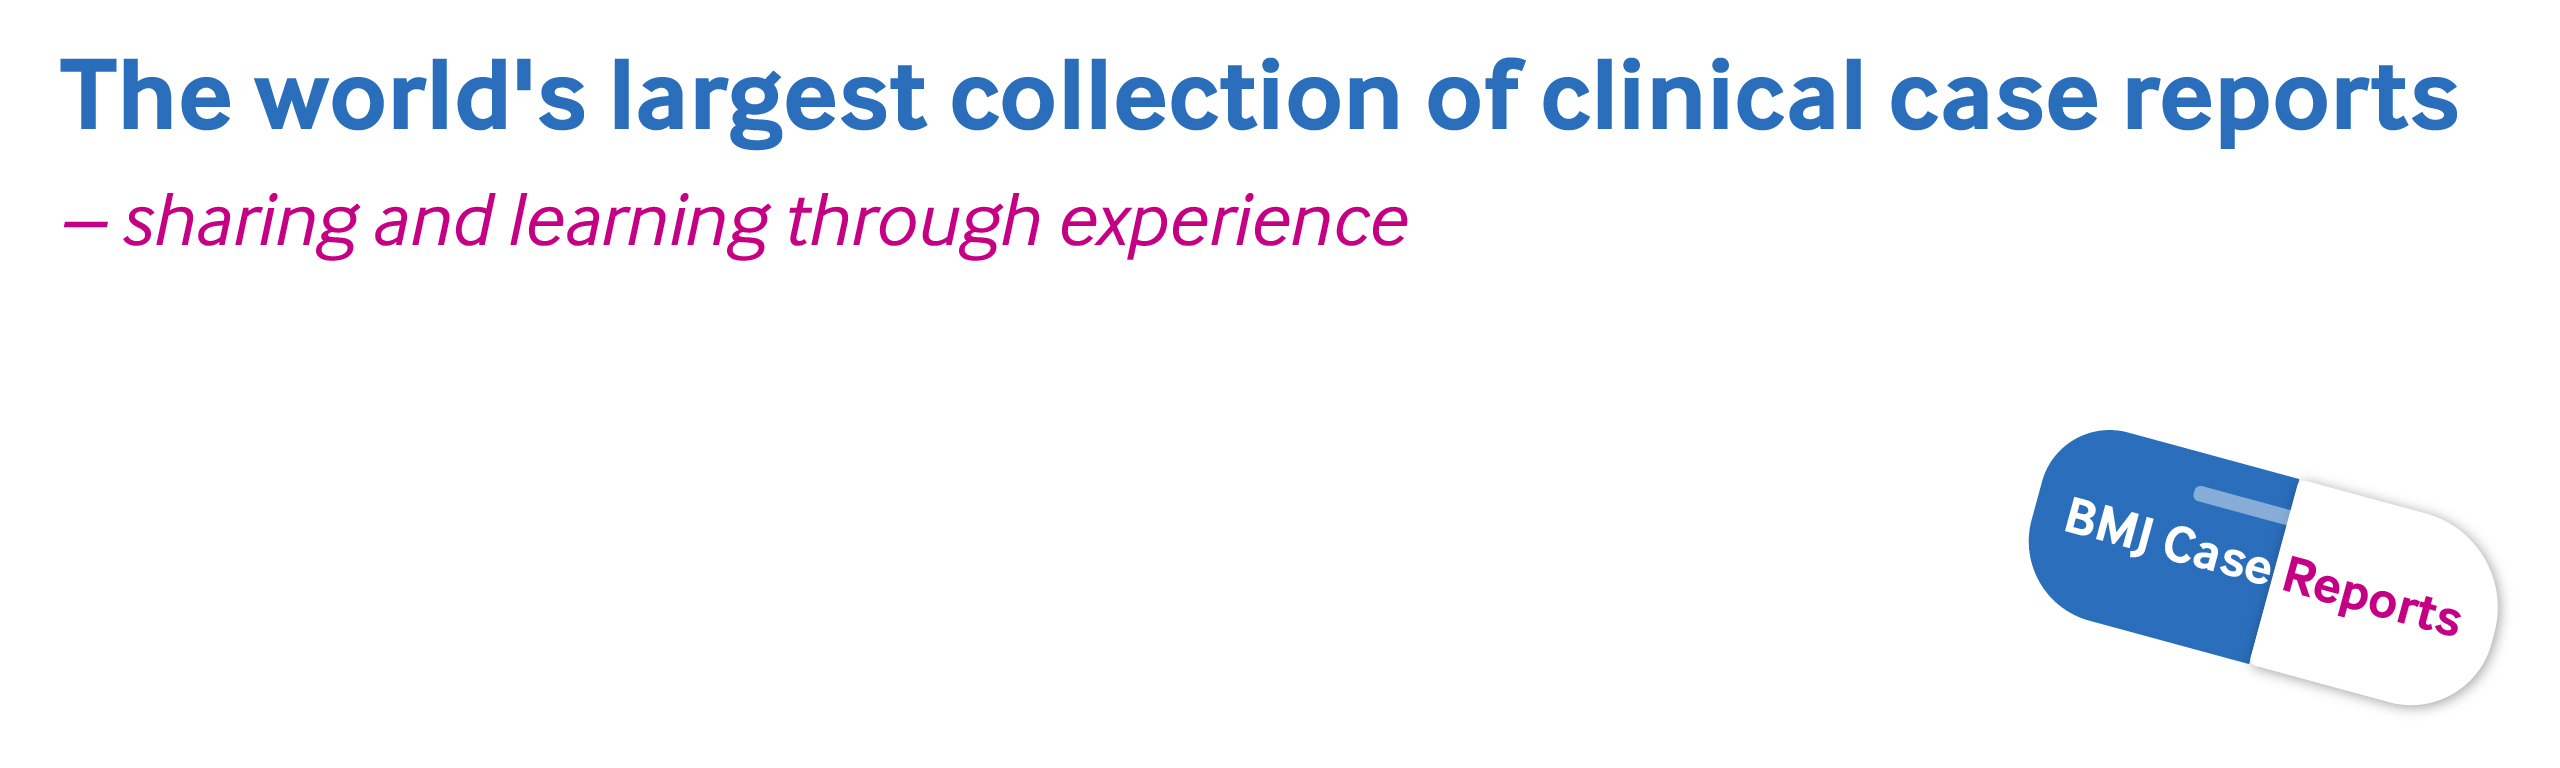 The world's largest collection of clinical case reports
– sharing and learning through experience
BMJ Case Reports